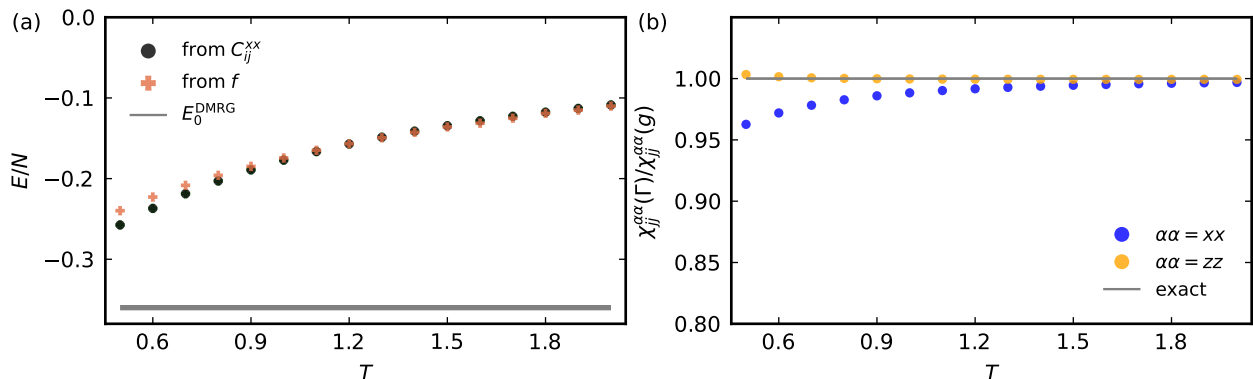 (a)
0.0
−0.1
−0.2
−0.3
E/N
from C_{ij}^{xx}
from f
E_0^{DMRG}
0.6 0.9 1.2 1.5 1.8
T
(b)
1.00
0.95
0.90
0.85
0.80
χ_{jj}^{αα}(Γ)/χ_{jj}^{αα}(g)
αα = xx
αα = zz
exact
0.6 0.9 1.2 1.5 1.8
T